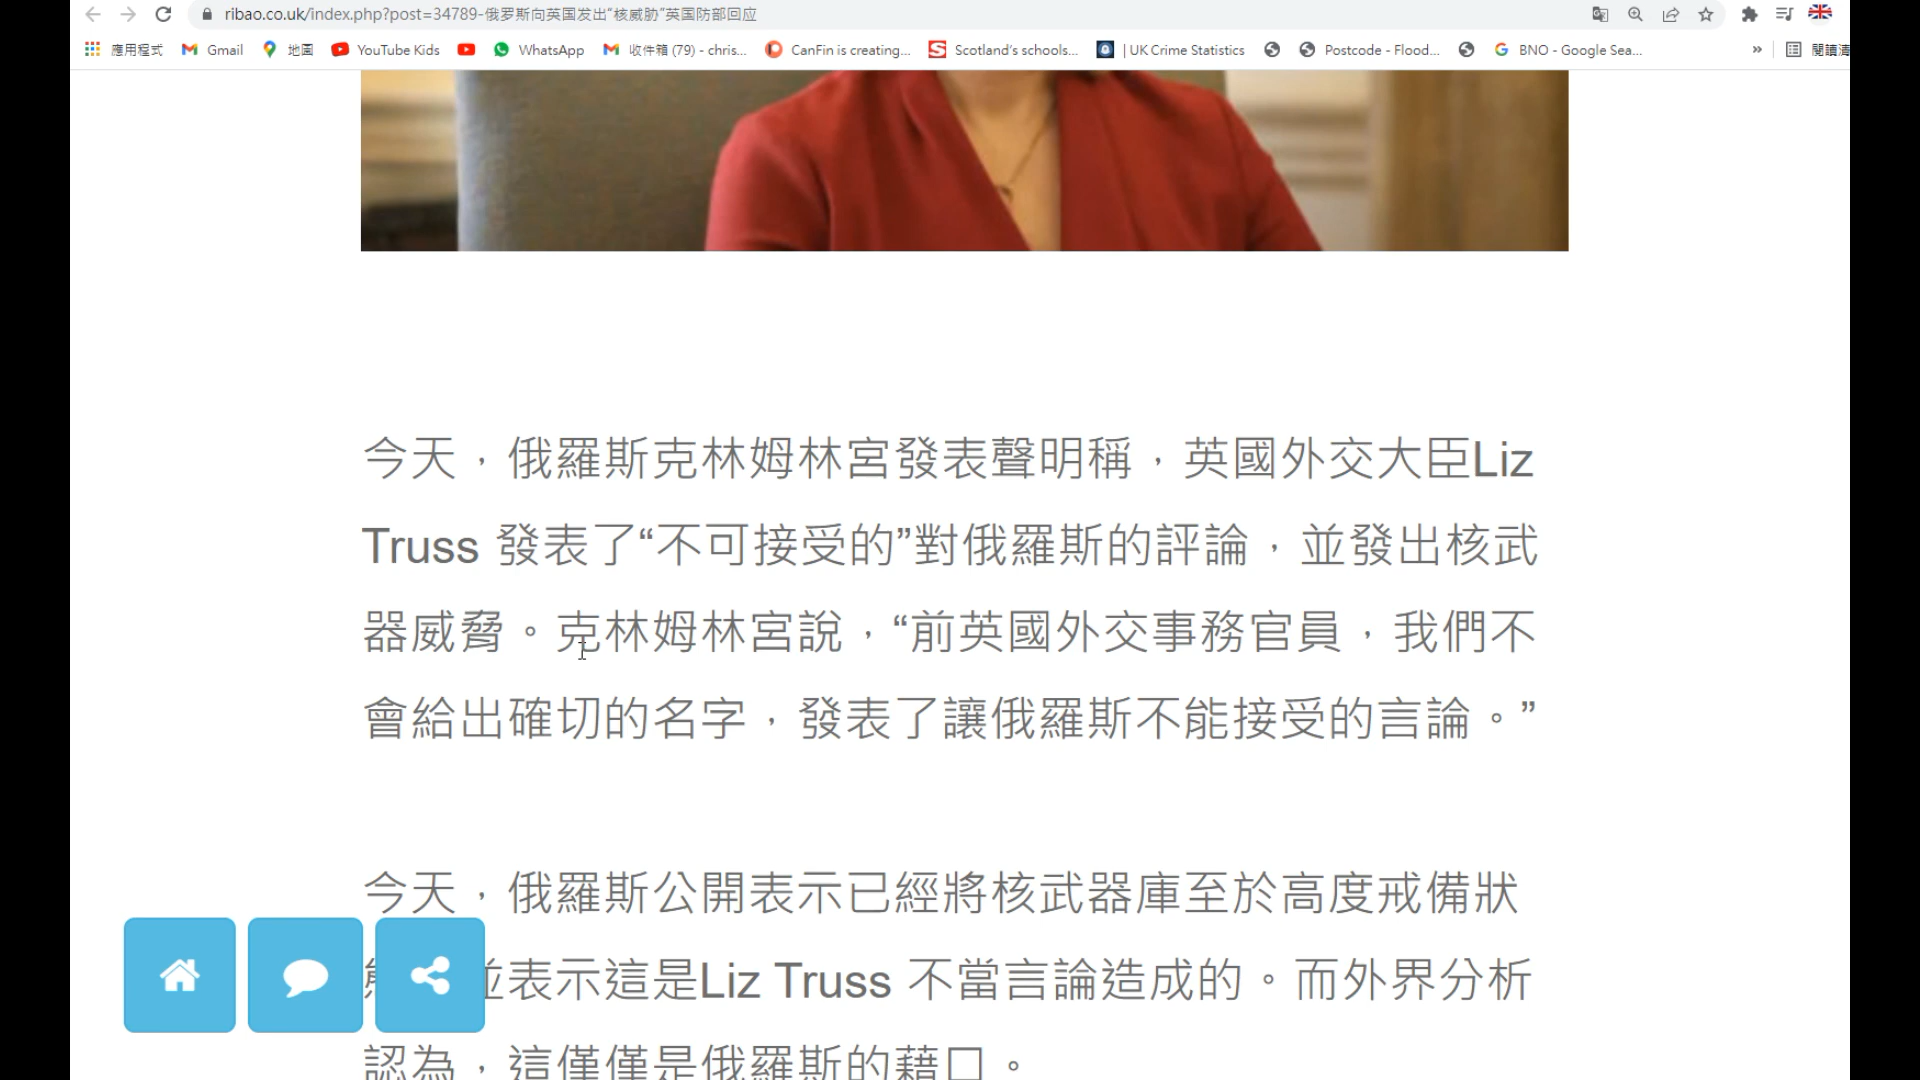 ribao.co.uk/index.php?post=34789-俄罗斯向英国发出“核威胁”英国防部回应
應用程式 Gmail 地圖 YouTube Kids WhatsApp 收件箱 (79) - chris... CanFin is creating... Scotland's schools... | UK Crime Statistics Postcode - Flood... BNO - Google Sea... » 閱讀清
今天，俄羅斯克林姆林宮發表聲明稱，英國外交大臣Liz
Truss 發表了“不可接受的”對俄羅斯的評論，並發出核武
器威脅。克林姆林宮說，“前英國外交事務官員，我們不
會給出確切的名字，發表了讓俄羅斯不能接受的言論。”
今天，俄羅斯公開表示已經將核武器庫至於高度戒備狀
並表示這是Liz Truss 不當言論造成的。而外界分析
認為，這僅僅是俄羅斯的藉口。